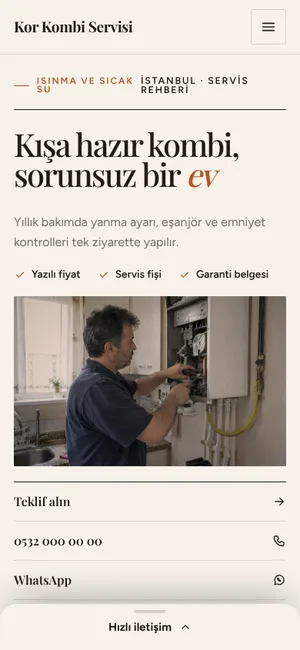 Kor Kombi Servisi
ISINMA VE SICAK SU
İSTANBUL · SERVİS REHBERİ
Kışa hazır kombi,
sorunsuz bir ev
Yıllık bakımda yanma ayarı, eşanjör ve emniyet
kontrolleri tek ziyarette yapılır.
Yazılı fiyat
Servis fişi
Garanti belgesi
Teklif alın
0532 000 00 00
WhatsApp
Hızlı iletişim